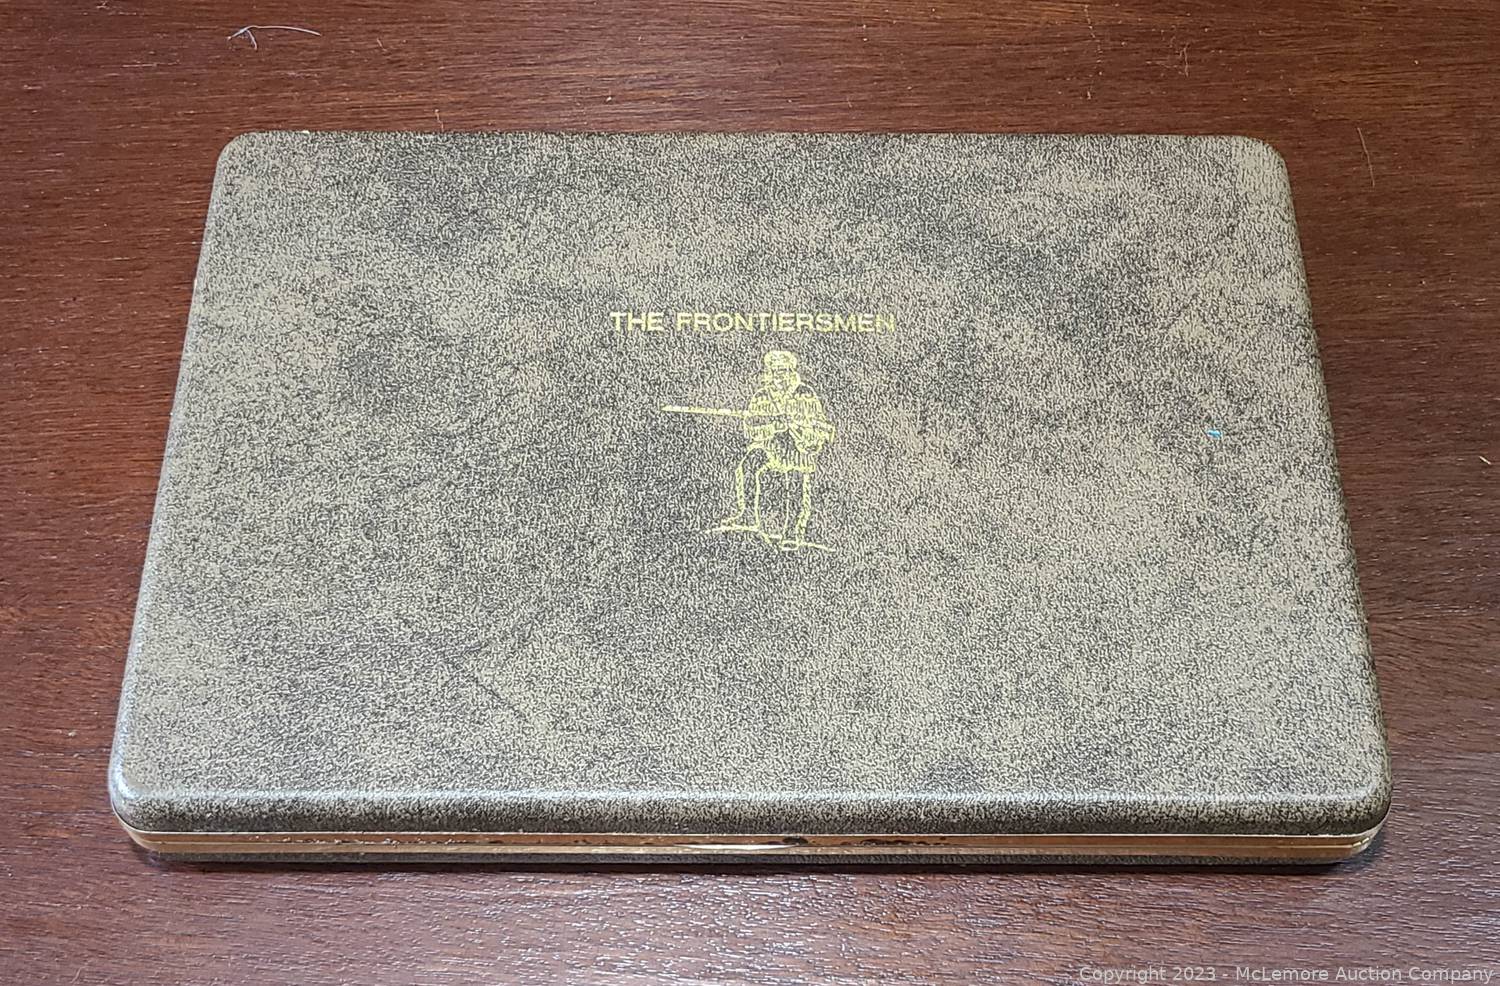 THE FRONTIERSMEN
Copyright 2023 - McLemore Auction Company